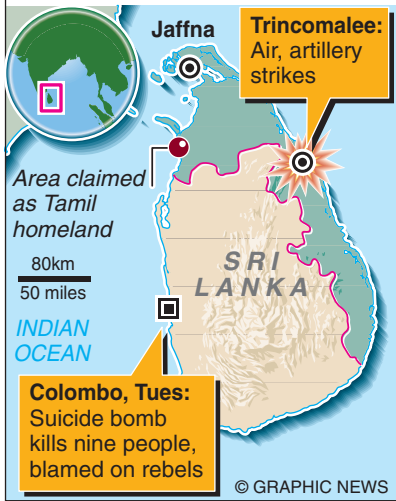 Jaffna
Trincomalee:
Air, artillery
strikes
Area claimed
as Tamil
homeland
80km
50 miles
SRI
LANKA
INDIAN
OCEAN
Colombo, Tues:
Suicide bomb
kills nine people,
blamed on rebels
© GRAPHIC NEWS